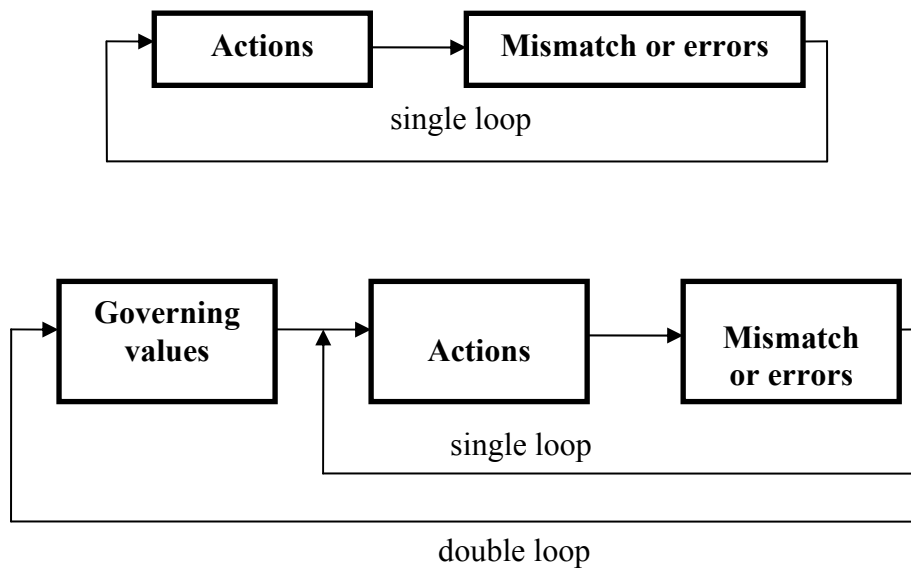 Actions
Mismatch or errors
single loop
Governing
values
Actions
Mismatch
or errors
single loop
double loop